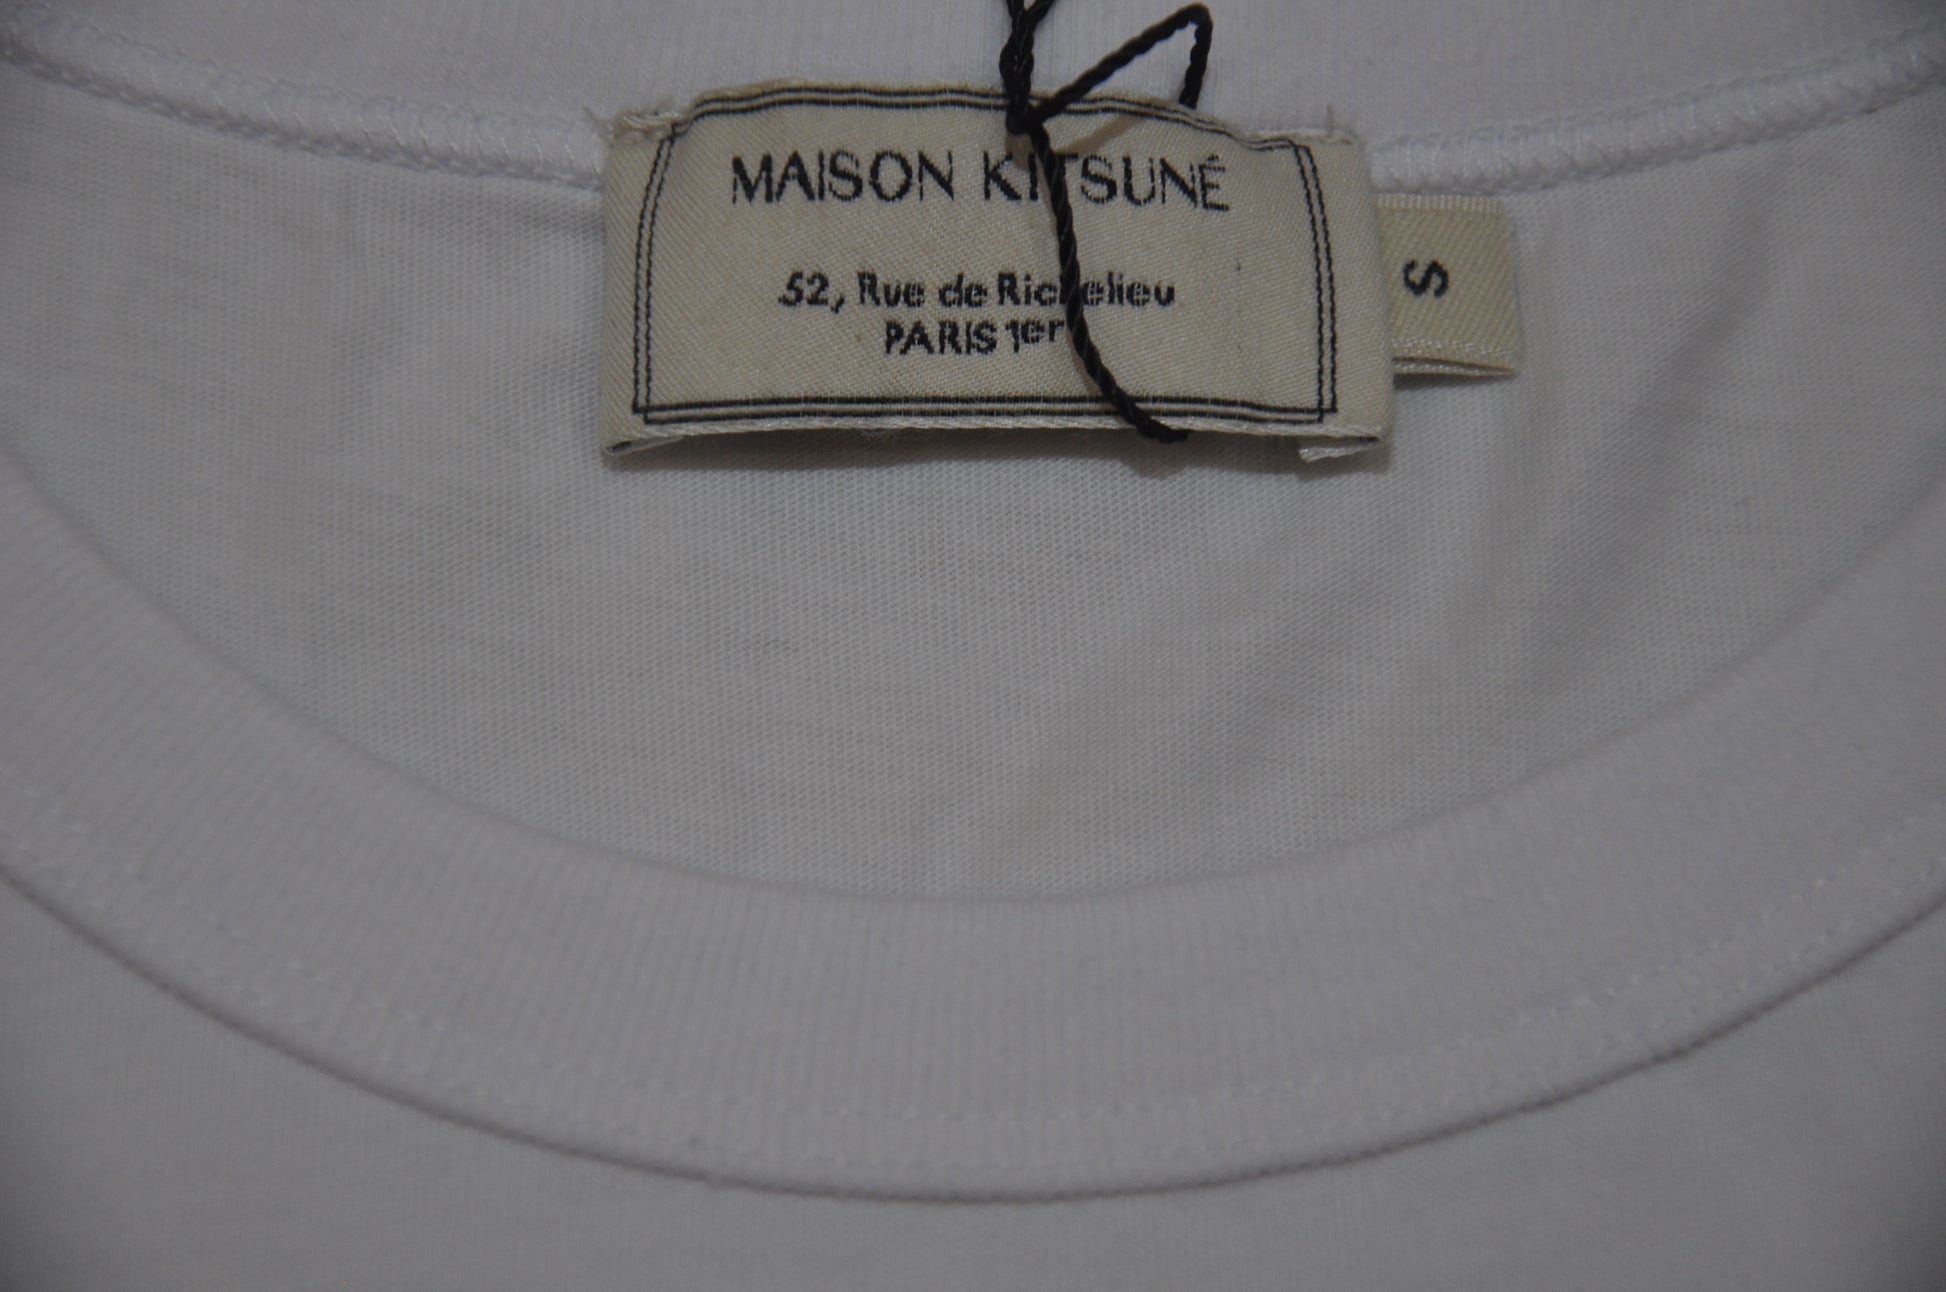 MAISON KITSUNÉ
52, Rue de Richelieu
PARIS 1er
S